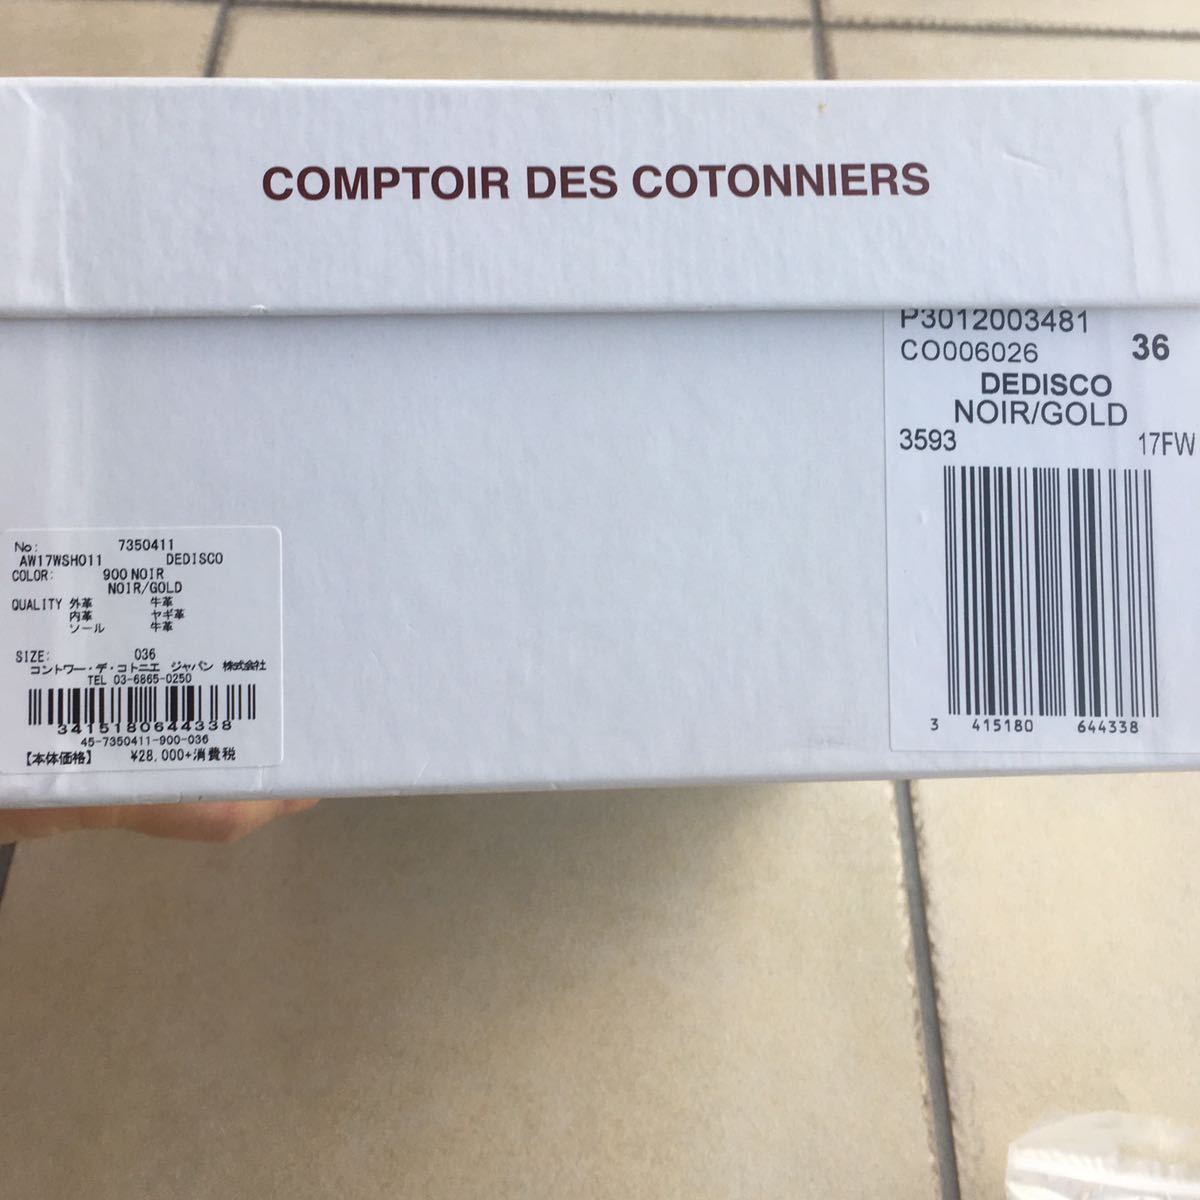 COMPTOIR DES COTONNIERS
P3012003481
CO006026 36
DEDISCO
NOIR/GOLD
3593 17FW
3 415180 644338
No: 7350411
AW17WSH011 DEDISCO
COLOR: 900 NOIR
NOIR/GOLD
QUALITY 外革 牛革
内革 ヤギ革
ソール 牛革
SIZE: 036
コントワー・デ・コトニエ ジャパン 株式会社
TEL 03-6865-0250
3415180644338
45-7350411-900-036
【本体価格】 ¥28,000+消費税